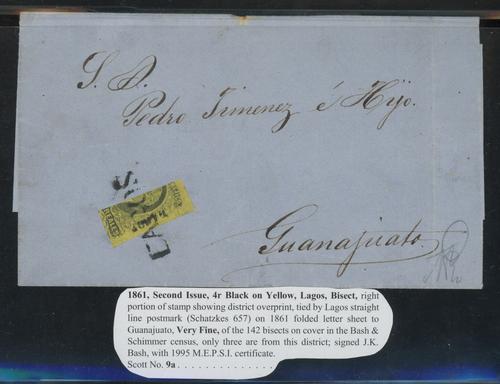 S. D.
Pedro Jimenez é Hijo.
LAGOS
Guanajuato.
1861, Second Issue, 4r Black on Yellow, Lagos, Bisect, right
portion of stamp showing district overprint, tied by Lagos straight
line postmark (Schatzkes 657) on 1861 folded letter sheet to
Guanajuato, Very Fine, of the 142 bisects on cover in the Bash &
Schimmer census, only three are from this district; signed J.K.
Bash, with 1995 M.E.P.S.I. certificate.
Scott No. 9a . . . . . . . . . . . . . . . . . . . .